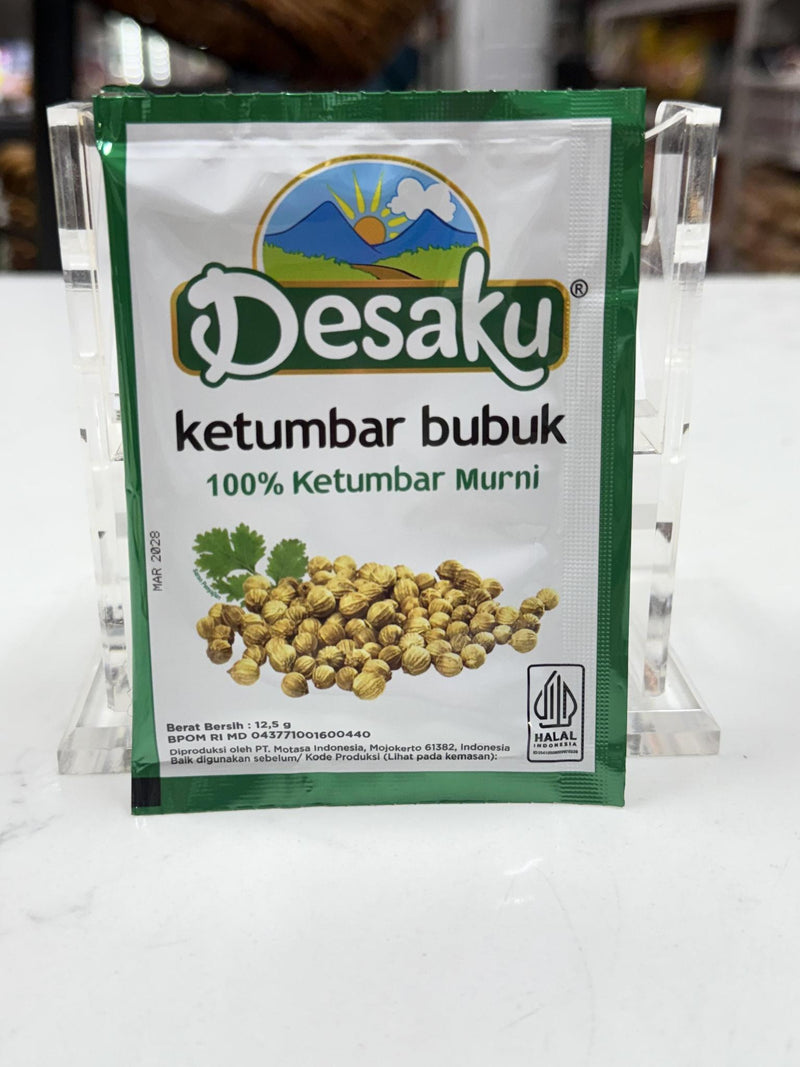 Desaku®
ketumbar bubuk
100% Ketumbar Murni
MAR 2028
Berat Bersih : 12,5 g
BPOM RI MD 043771001600440
Diproduksi oleh PT. Motasa Indonesia, Mojokerto 61382, Indonesia
Baik digunakan sebelum/ Kode Produksi (Lihat pada kemasan):
HALAL
INDONESIA